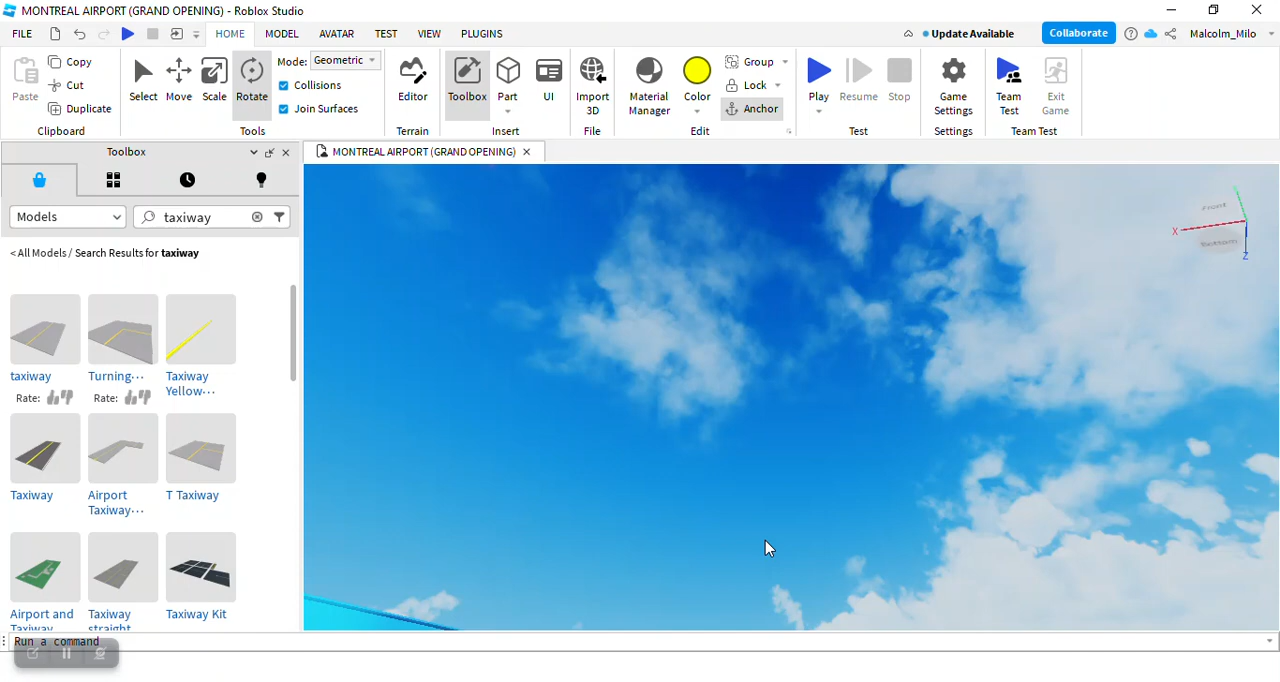 MONTREAL AIRPORT (GRAND OPENING) - Roblox Studio
FILE HOME MODEL AVATAR TEST VIEW PLUGINS Update Available Collaborate Malcolm_Milo
Paste Copy Cut Duplicate
Clipboard
Select Move Scale Rotate Mode: Geometric
Collisions
Join Surfaces
Tools
Editor
Terrain
Toolbox Part UI
Insert
Import 3D
File
Material Manager Color Group Lock Anchor
Edit
Play Resume Stop
Test
Game Settings
Settings
Team Test Exit Game
Team Test
Toolbox
MONTREAL AIRPORT (GRAND OPENING)
Models taxiway
< All Models / Search Results for taxiway
taxiway Turning... Taxiway Yellow...
Rate: Rate:
Taxiway Airport Taxiway... T Taxiway
Airport and Taxiway Taxiway straight Taxiway Kit
Run a command
Front
Bottom
X
Z